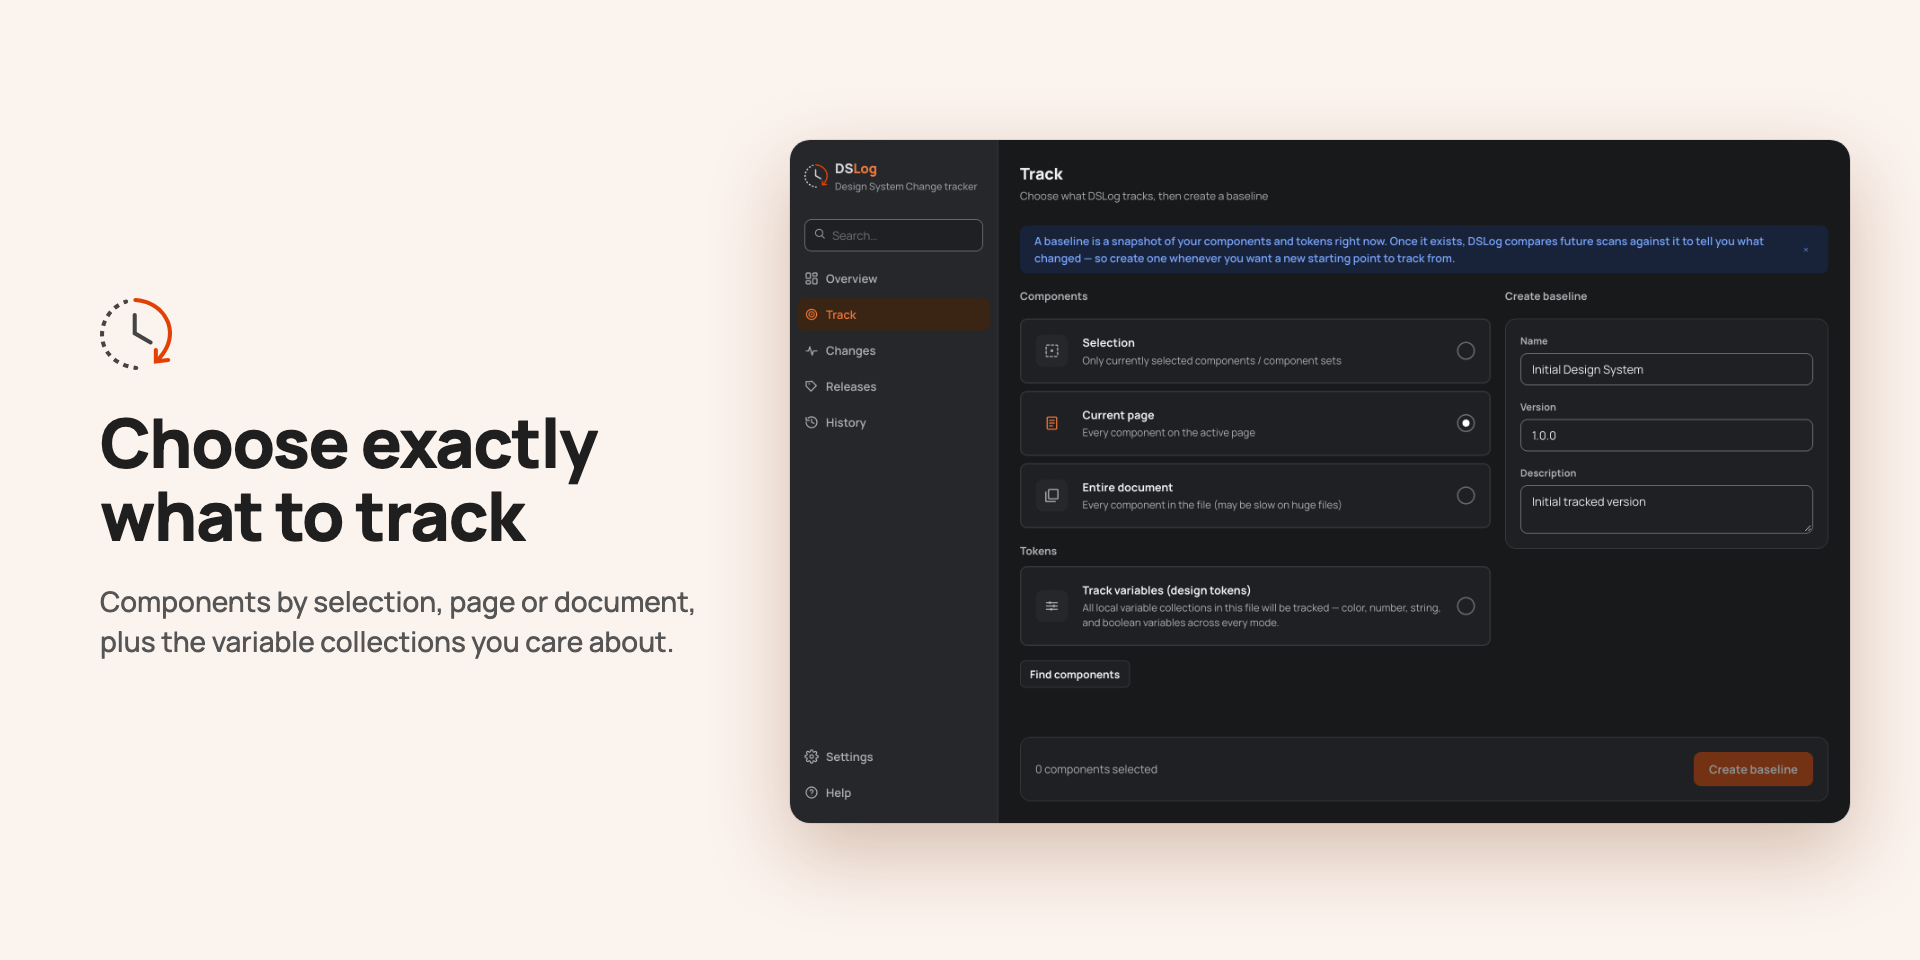 Choose exactly
what to track
Components by selection, page or document,
plus the variable collections you care about.
DSLog
Design System Change tracker
Search...
Overview
Track
Changes
Releases
History
Settings
Help
Track
Choose what DSLog tracks, then create a baseline
A baseline is a snapshot of your components and tokens right now. Once it exists, DSLog compares future scans against it to tell you what
changed — so create one whenever you want a new starting point to track from.
Components
Selection
Only currently selected components / component sets
Current page
Every component on the active page
Entire document
Every component in the file (may be slow on huge files)
Tokens
Track variables (design tokens)
All local variable collections in this file will be tracked — color, number, string,
and boolean variables across every mode.
Find components
Create baseline
Name
Initial Design System
Version
1.0.0
Description
Initial tracked version
0 components selected
Create baseline